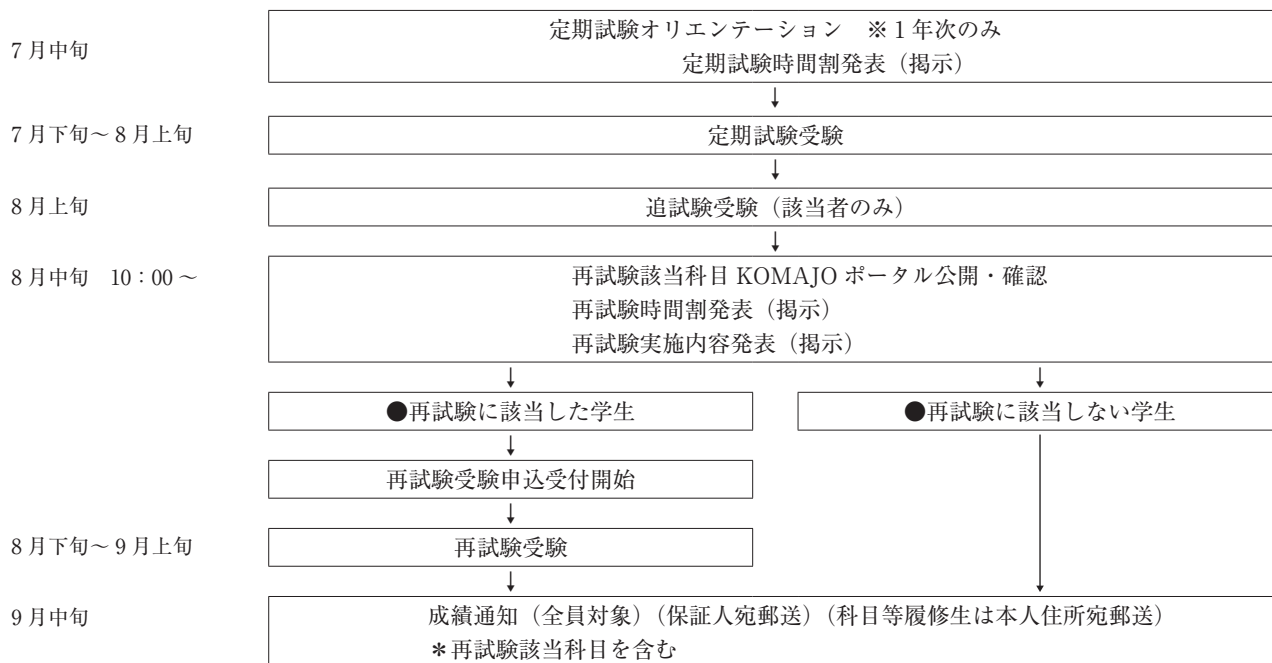 7月中旬
定期試験オリエンテーション　※1年次のみ
定期試験時間割発表（掲示）
↓
7月下旬～8月上旬
定期試験受験
↓
8月上旬
追試験受験（該当者のみ）
↓
8月中旬　10：00～
再試験該当科目 KOMAJO ポータル公開・確認
再試験時間割発表（掲示）
再試験実施内容発表（掲示）
↓ ↓
●再試験に該当した学生
●再試験に該当しない学生
↓
再試験受験申込受付開始
↓
8月下旬～9月上旬
再試験受験
↓ ↓
9月中旬
成績通知（全員対象）（保証人宛郵送）（科目等履修生は本人住所宛郵送）
＊再試験該当科目を含む